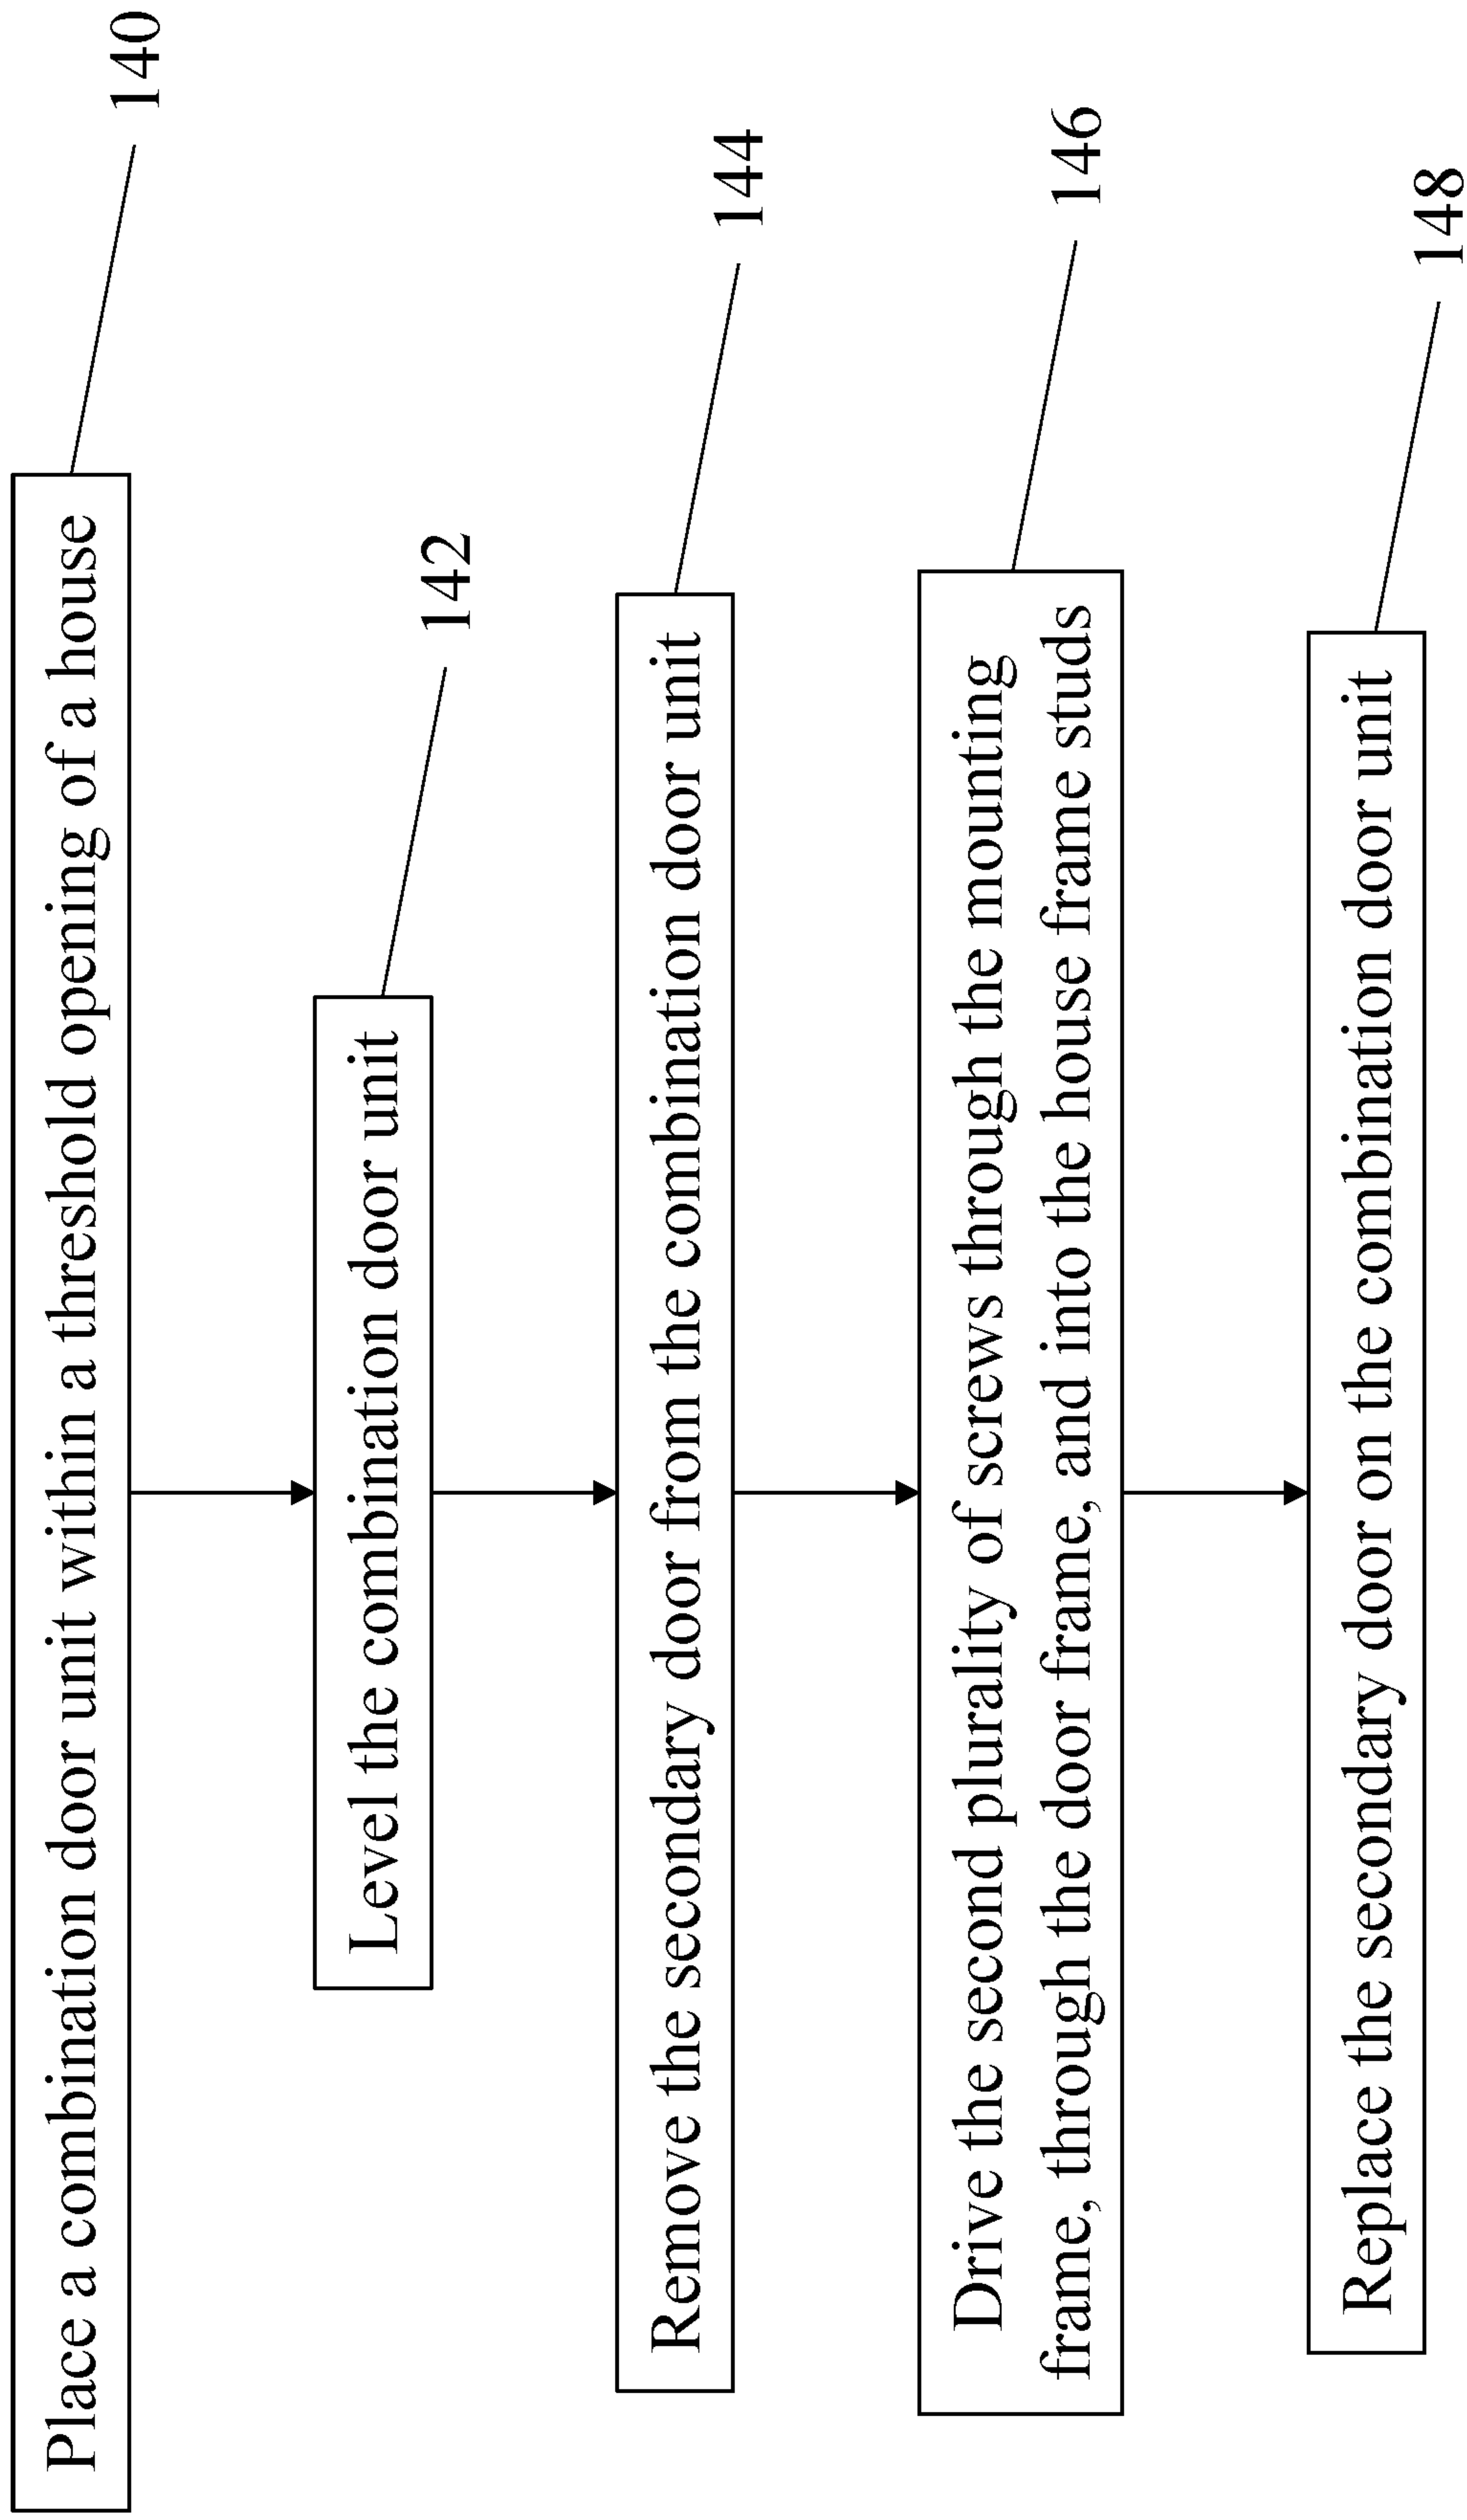 Place a combination door unit within a threshold opening of a house
140
Level the combination door unit
142
Remove the secondary door from the combination door unit
144
Drive the second plurality of screws through the mounting
frame, through the door frame, and into the house frame studs
146
Replace the secondary door on the combination door unit
148